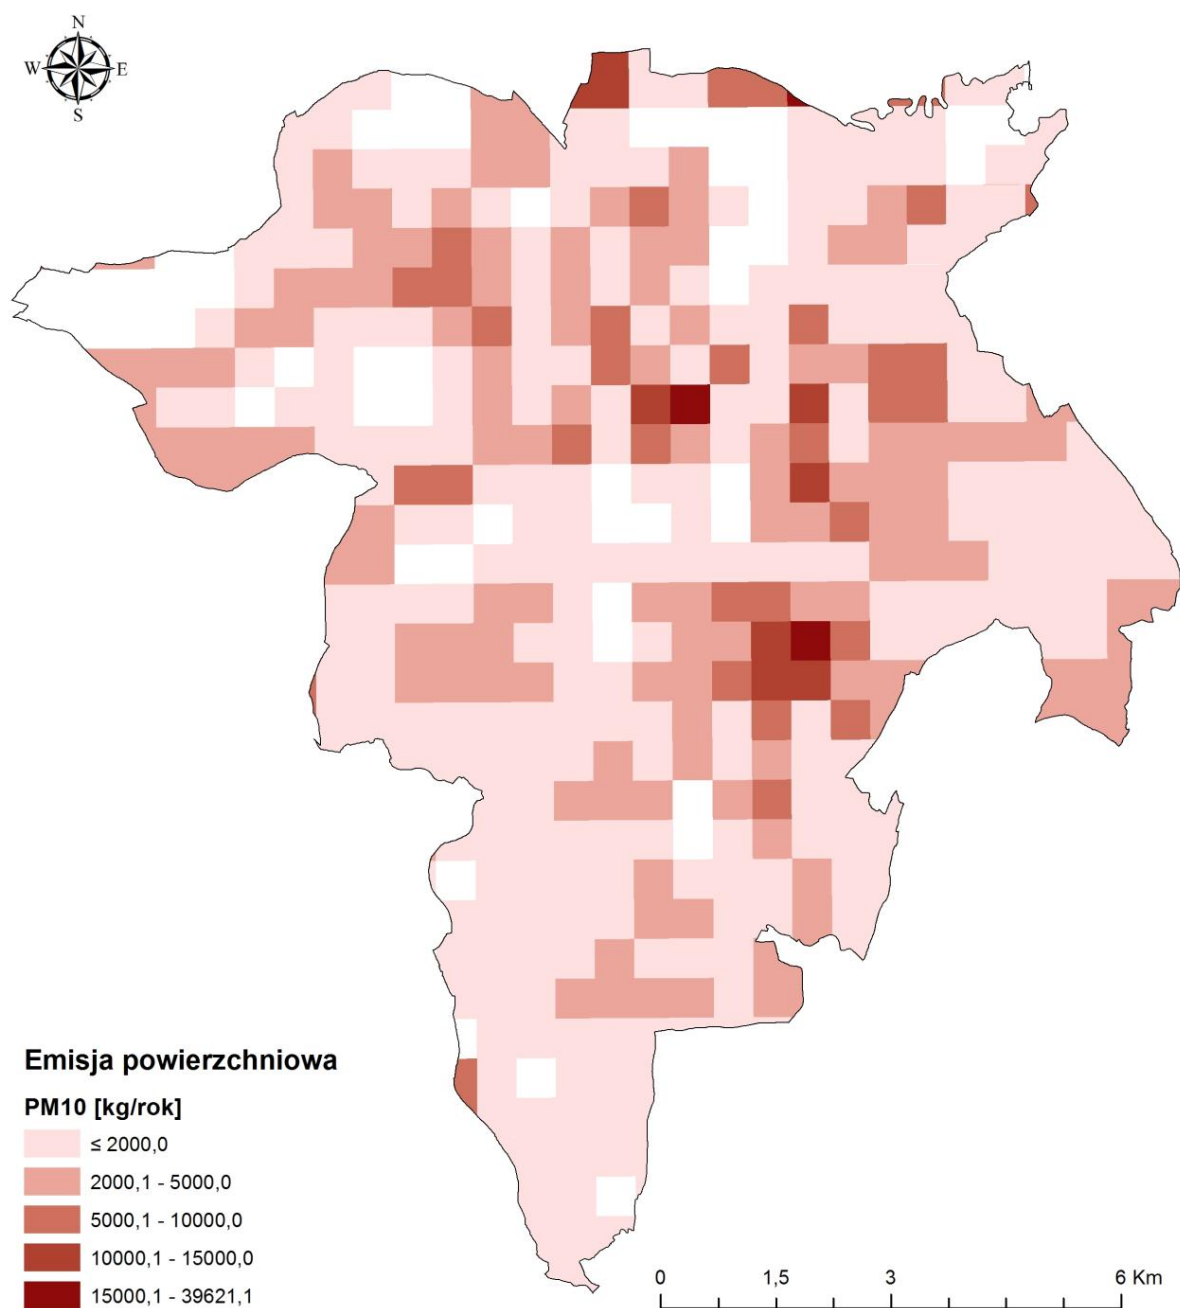 N
W E
S
Emisja powierzchniowa
PM10 [kg/rok]
≤ 2000,0
2000,1 - 5000,0
5000,1 - 10000,0
10000,1 - 15000,0
15000,1 - 39621,1
0 1,5 3 6 Km